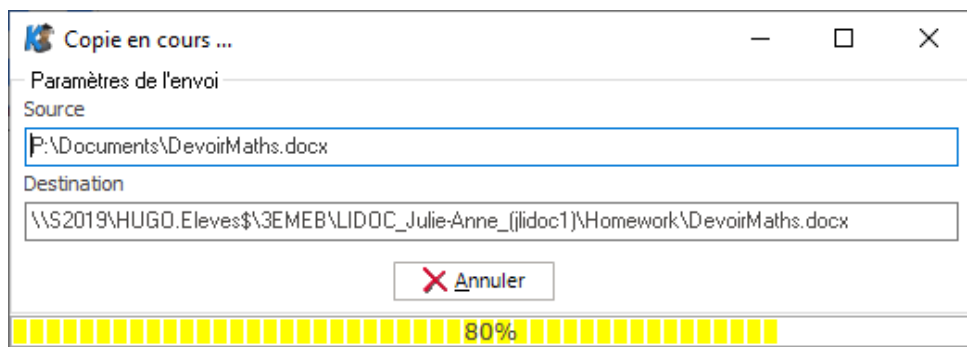 Copie en cours ...
Paramètres de l'envoi
Source
P:\Documents\DevoirMaths.docx
Destination
\\S2019\HUGO.Eleves$\3EMEB\LIDOC_Julie-Anne_(jlidoc1)\Homework\DevoirMaths.docx
Annuler
80%